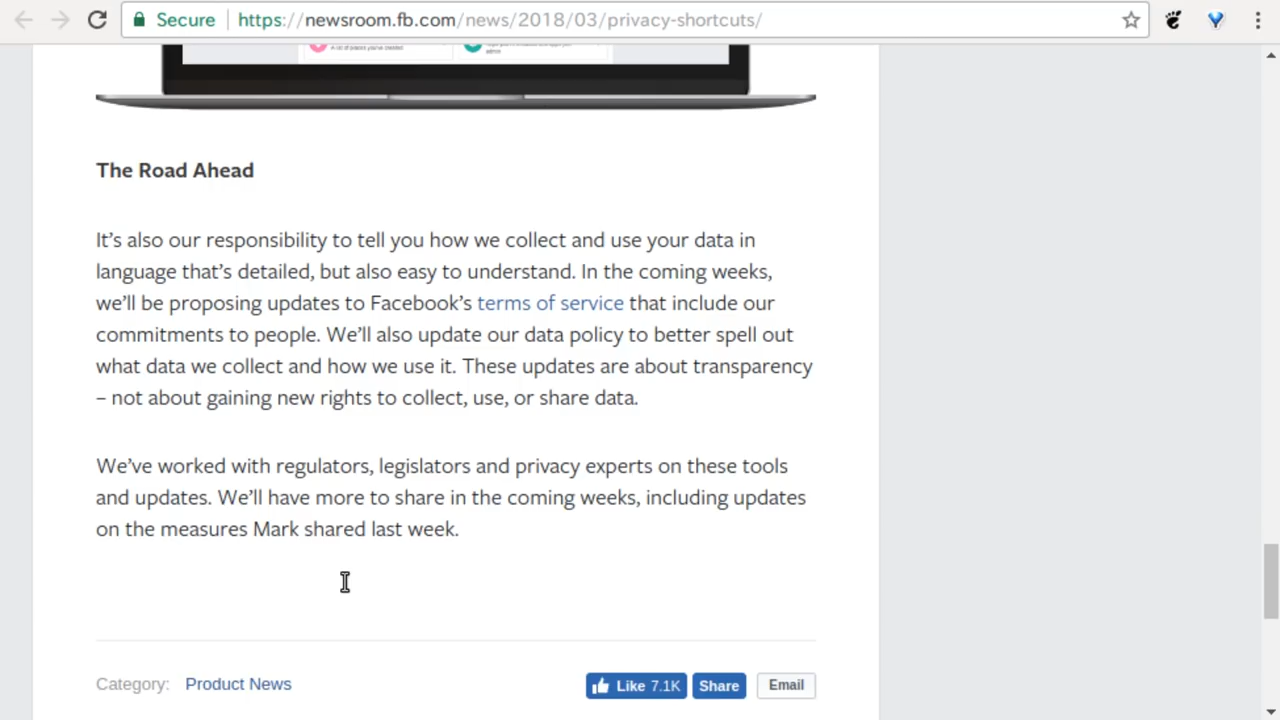 Secure https://newsroom.fb.com/news/2018/03/privacy-shortcuts/
A list of places you've created
admin
The Road Ahead
It’s also our responsibility to tell you how we collect and use your data in
language that’s detailed, but also easy to understand. In the coming weeks,
we’ll be proposing updates to Facebook’s terms of service that include our
commitments to people. We’ll also update our data policy to better spell out
what data we collect and how we use it. These updates are about transparency
– not about gaining new rights to collect, use, or share data.
We’ve worked with regulators, legislators and privacy experts on these tools
and updates. We’ll have more to share in the coming weeks, including updates
on the measures Mark shared last week.
Category: Product News Like 7.1K Share Email